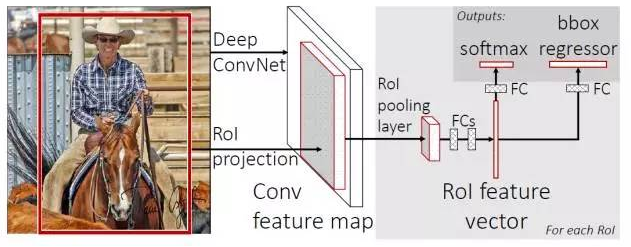 Deep
ConvNet
RoI
projection
Conv
feature map
RoI
pooling
layer
FCs
RoI feature
vector
Outputs:
softmax
bbox
regressor
FC
FC
For each RoI